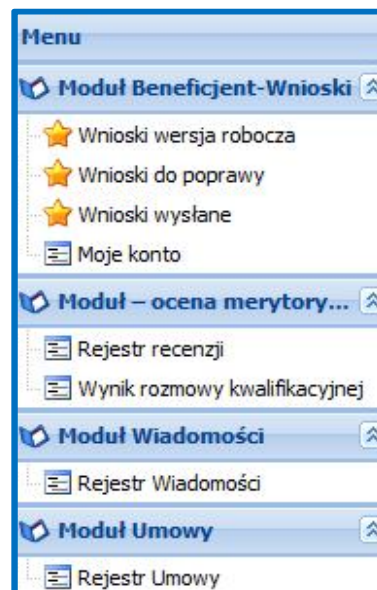 Menu
Moduł Beneficjent-Wnioski
Wnioski wersja robocza
Wnioski do poprawy
Wnioski wysłane
Moje konto
Moduł – ocena merytory...
Rejestr recenzji
Wynik rozmowy kwalifikacyjnej
Moduł Wiadomości
Rejestr Wiadomości
Moduł Umowy
Rejestr Umowy